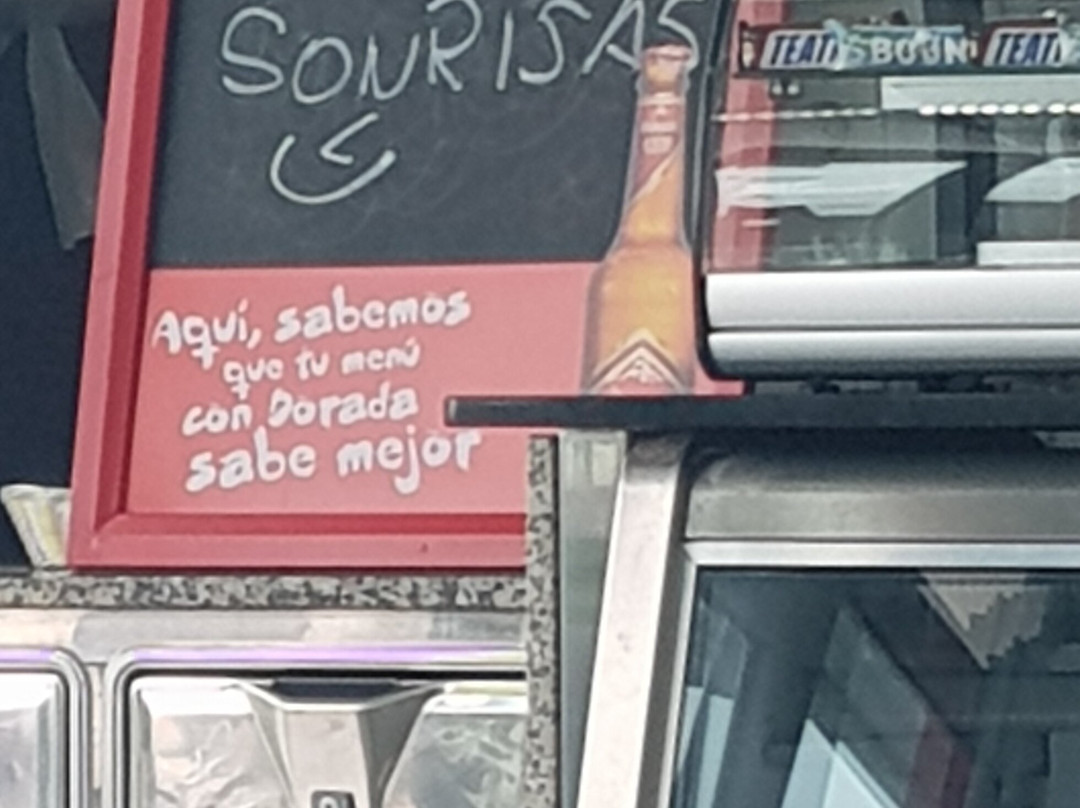 SONRISAS
Aquí, sabemos
que tu menú
con Dorada
sabe mejor